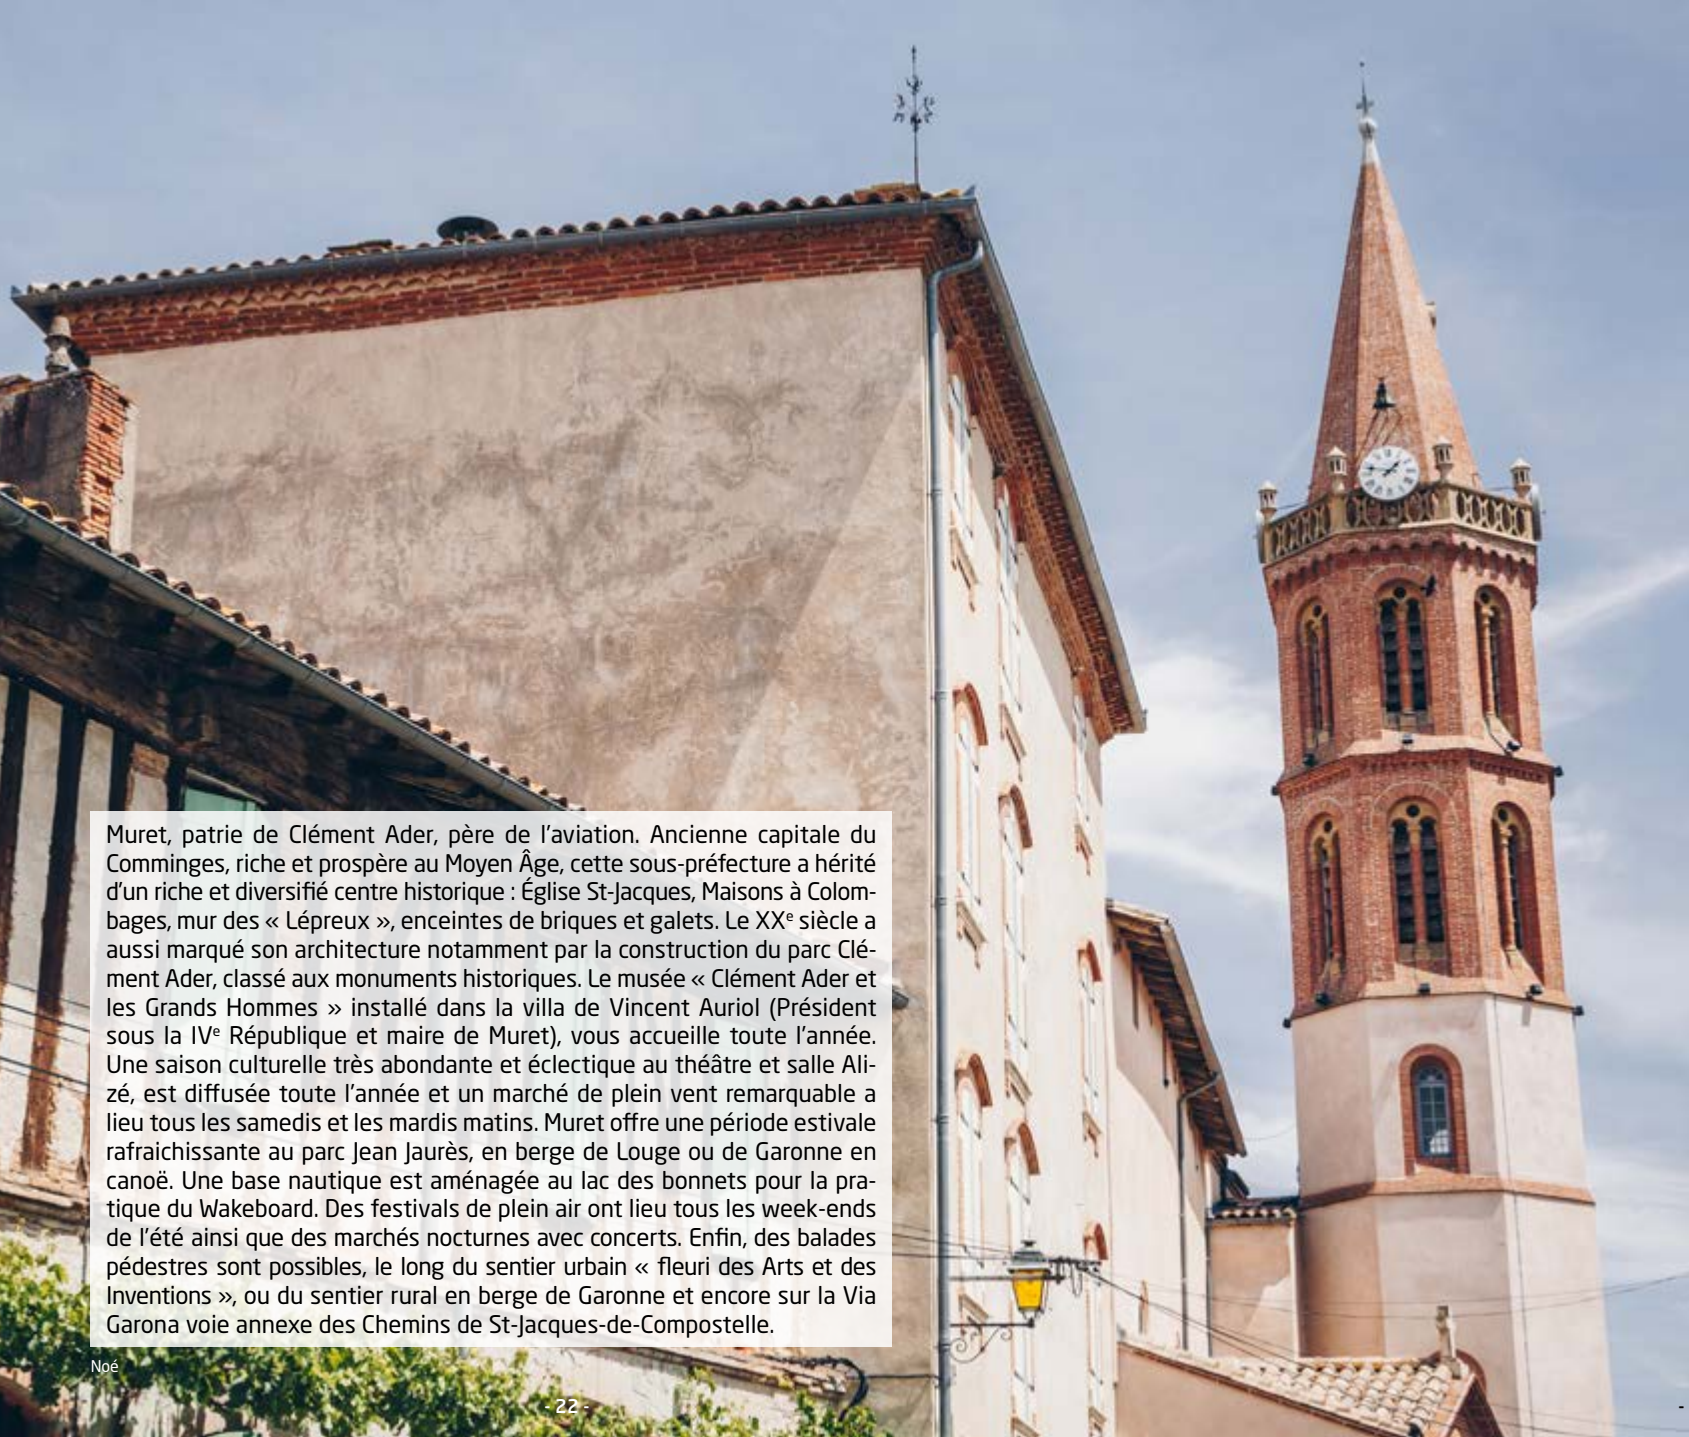 Muret, patrie de Clément Ader, père de l'aviation. Ancienne capitale du
Comminges, riche et prospère au Moyen Âge, cette sous-préfecture a hérité
d'un riche et diversifié centre historique : Église St-Jacques, Maisons à Colom-
bages, mur des « Lépreux », enceintes de briques et galets. Le XXᵉ siècle a
aussi marqué son architecture notamment par la construction du parc Clé-
ment Ader, classé aux monuments historiques. Le musée « Clément Ader et
les Grands Hommes » installé dans la villa de Vincent Auriol (Président
sous la IVᵉ République et maire de Muret), vous accueille toute l'année.
Une saison culturelle très abondante et éclectique au théâtre et salle Ali-
zé, est diffusée toute l'année et un marché de plein vent remarquable a
lieu tous les samedis et les mardis matins. Muret offre une période estivale
rafraichissante au parc Jean Jaurès, en berge de Louge ou de Garonne en
canoë. Une base nautique est aménagée au lac des bonnets pour la pra-
tique du Wakeboard. Des festivals de plein air ont lieu tous les week-ends
de l'été ainsi que des marchés nocturnes avec concerts. Enfin, des balades
pédestres sont possibles, le long du sentier urbain « fleuri des Arts et des
Inventions », ou du sentier rural en berge de Garonne et encore sur la Via
Garona voie annexe des Chemins de St-Jacques-de-Compostelle.
Noé
- 22 -
-